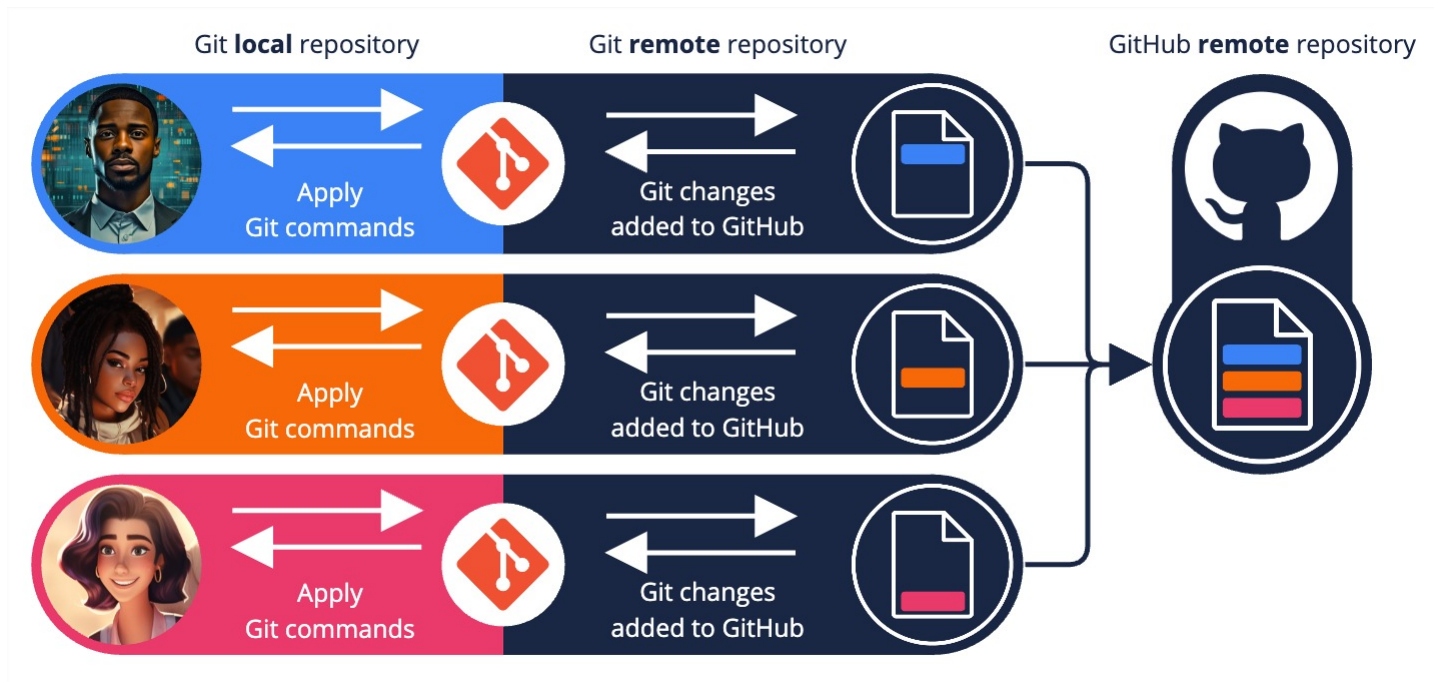 Git local repository
Git remote repository
GitHub remote repository
Apply
Git commands
Git changes
added to GitHub
Apply
Git commands
Git changes
added to GitHub
Apply
Git commands
Git changes
added to GitHub